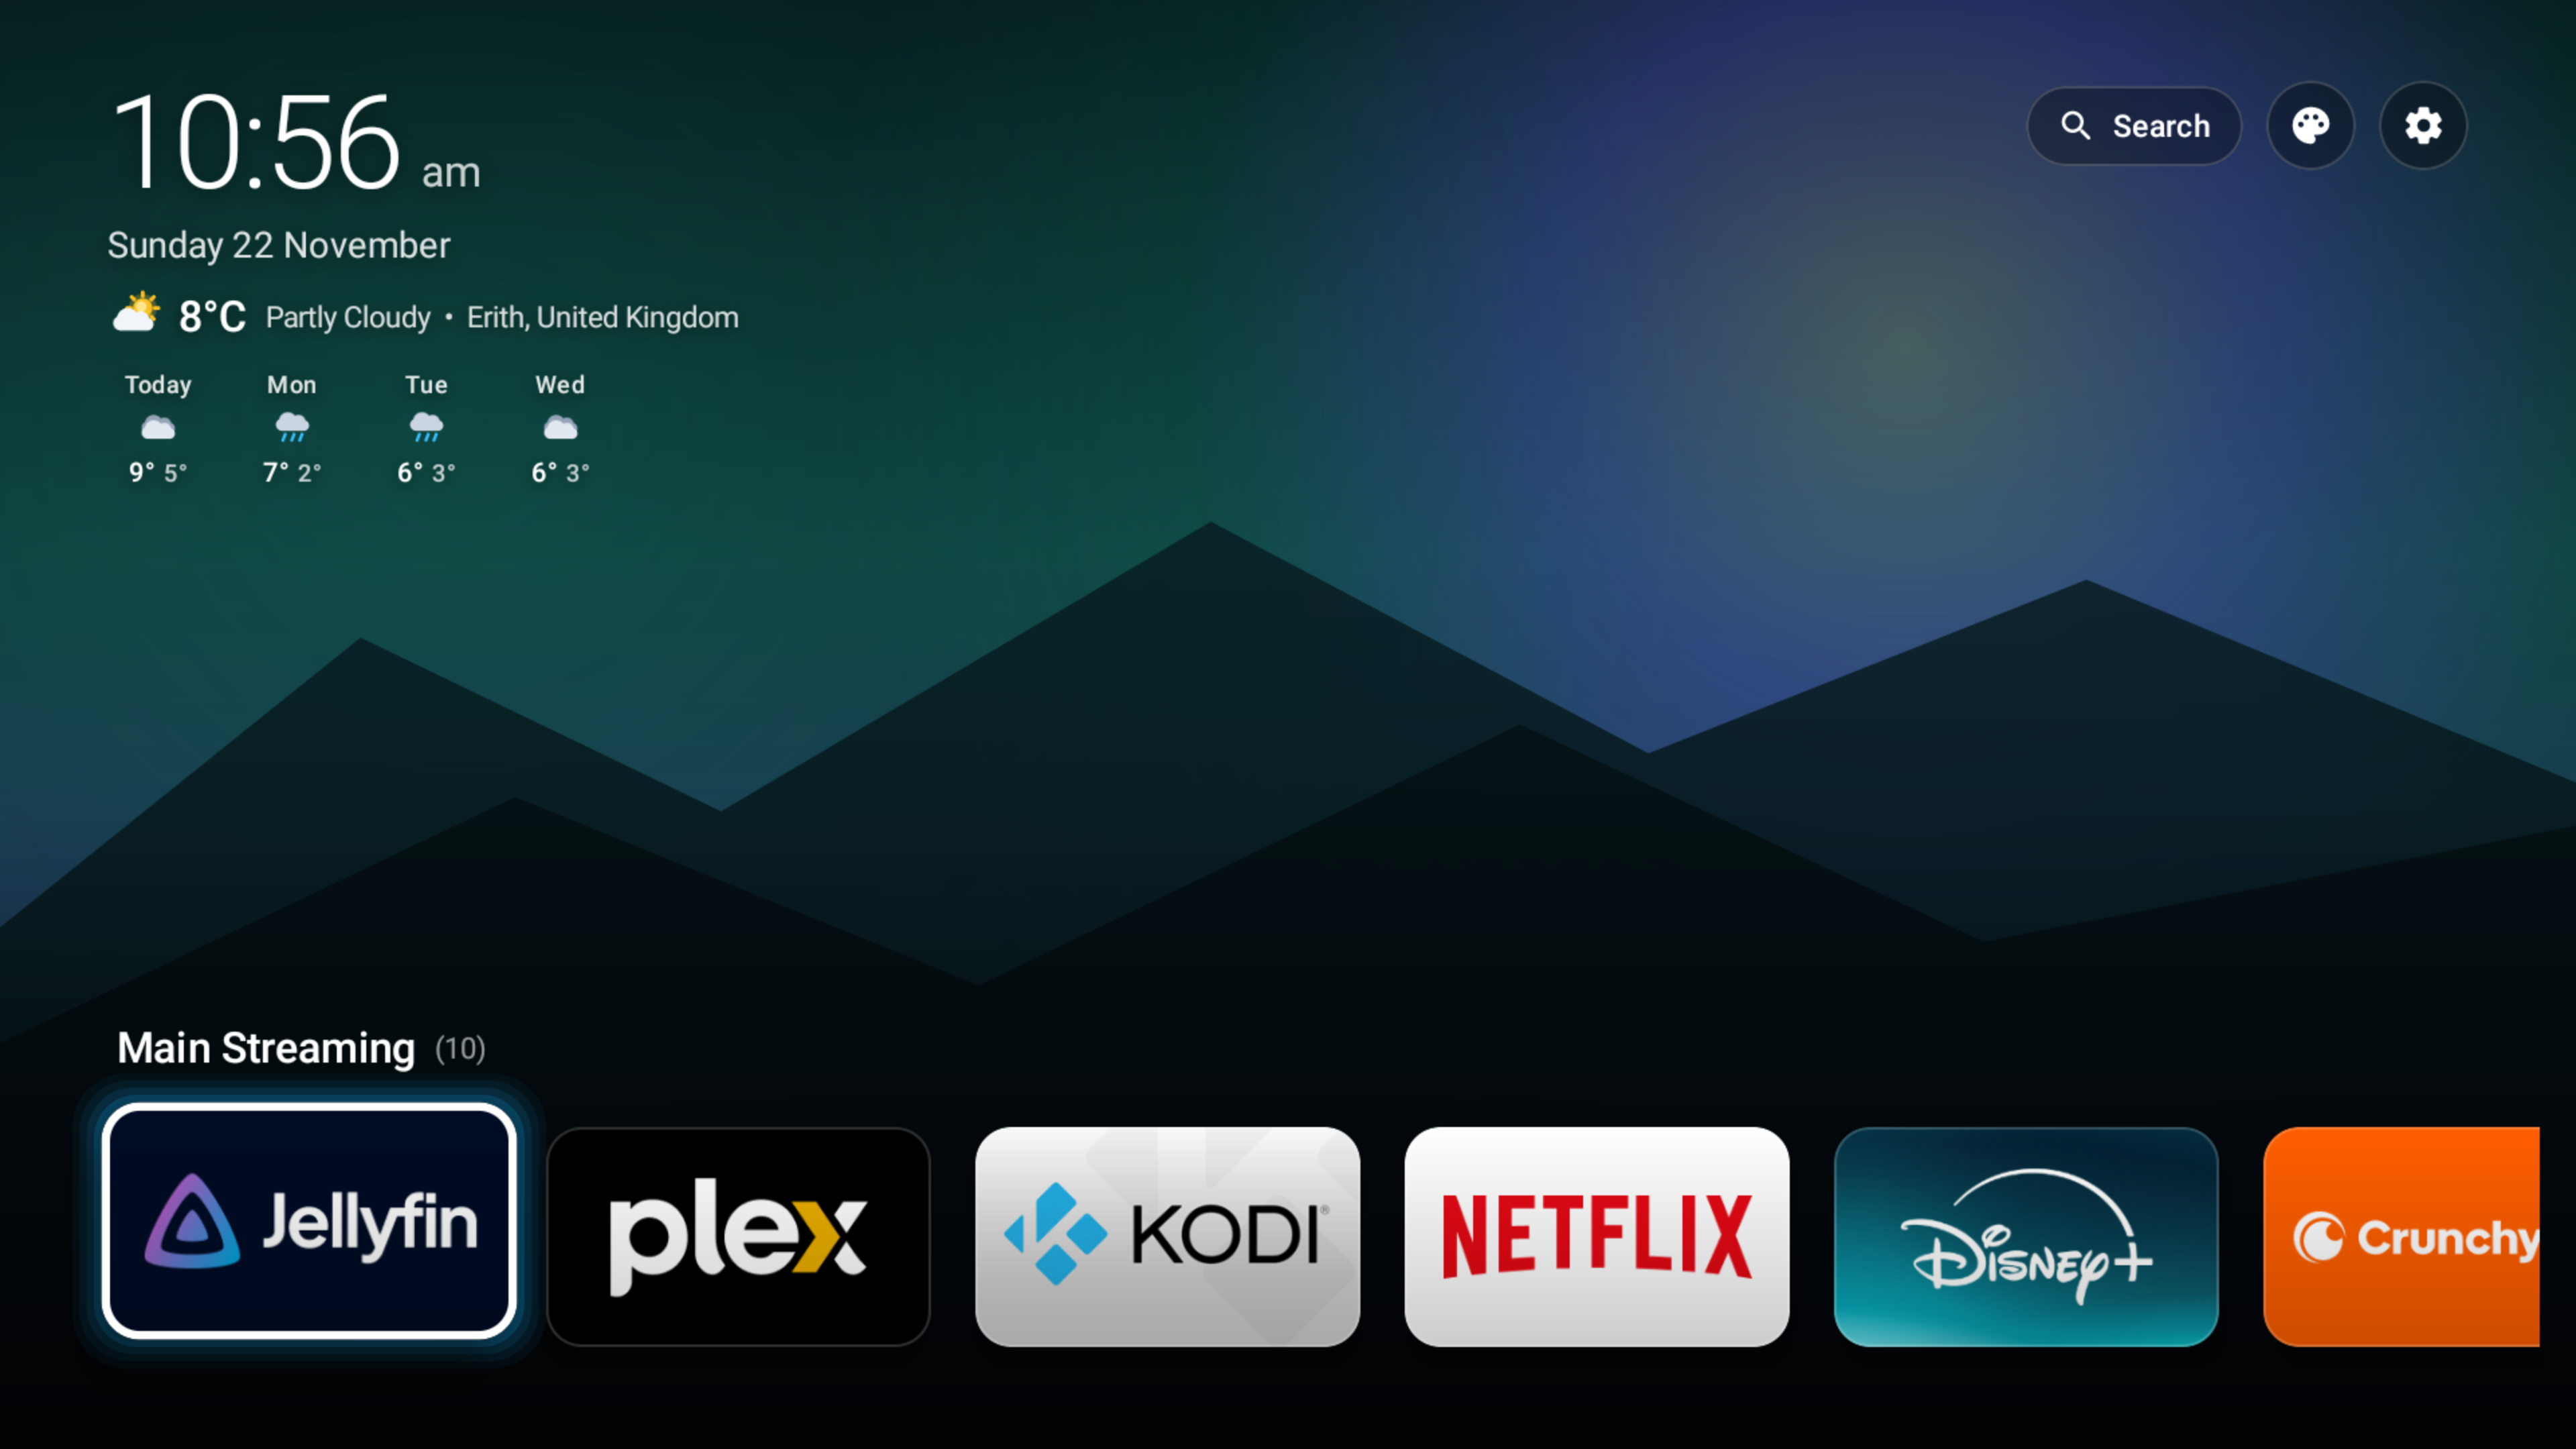 10:56 am
Search
Sunday 22 November
8°C Partly Cloudy • Erith, United Kingdom
Today Mon Tue Wed
9° 5° 7° 2° 6° 3° 6° 3°
Main Streaming (10)
Jellyfin plex KODI® NETFLIX Disney+ Crunchy